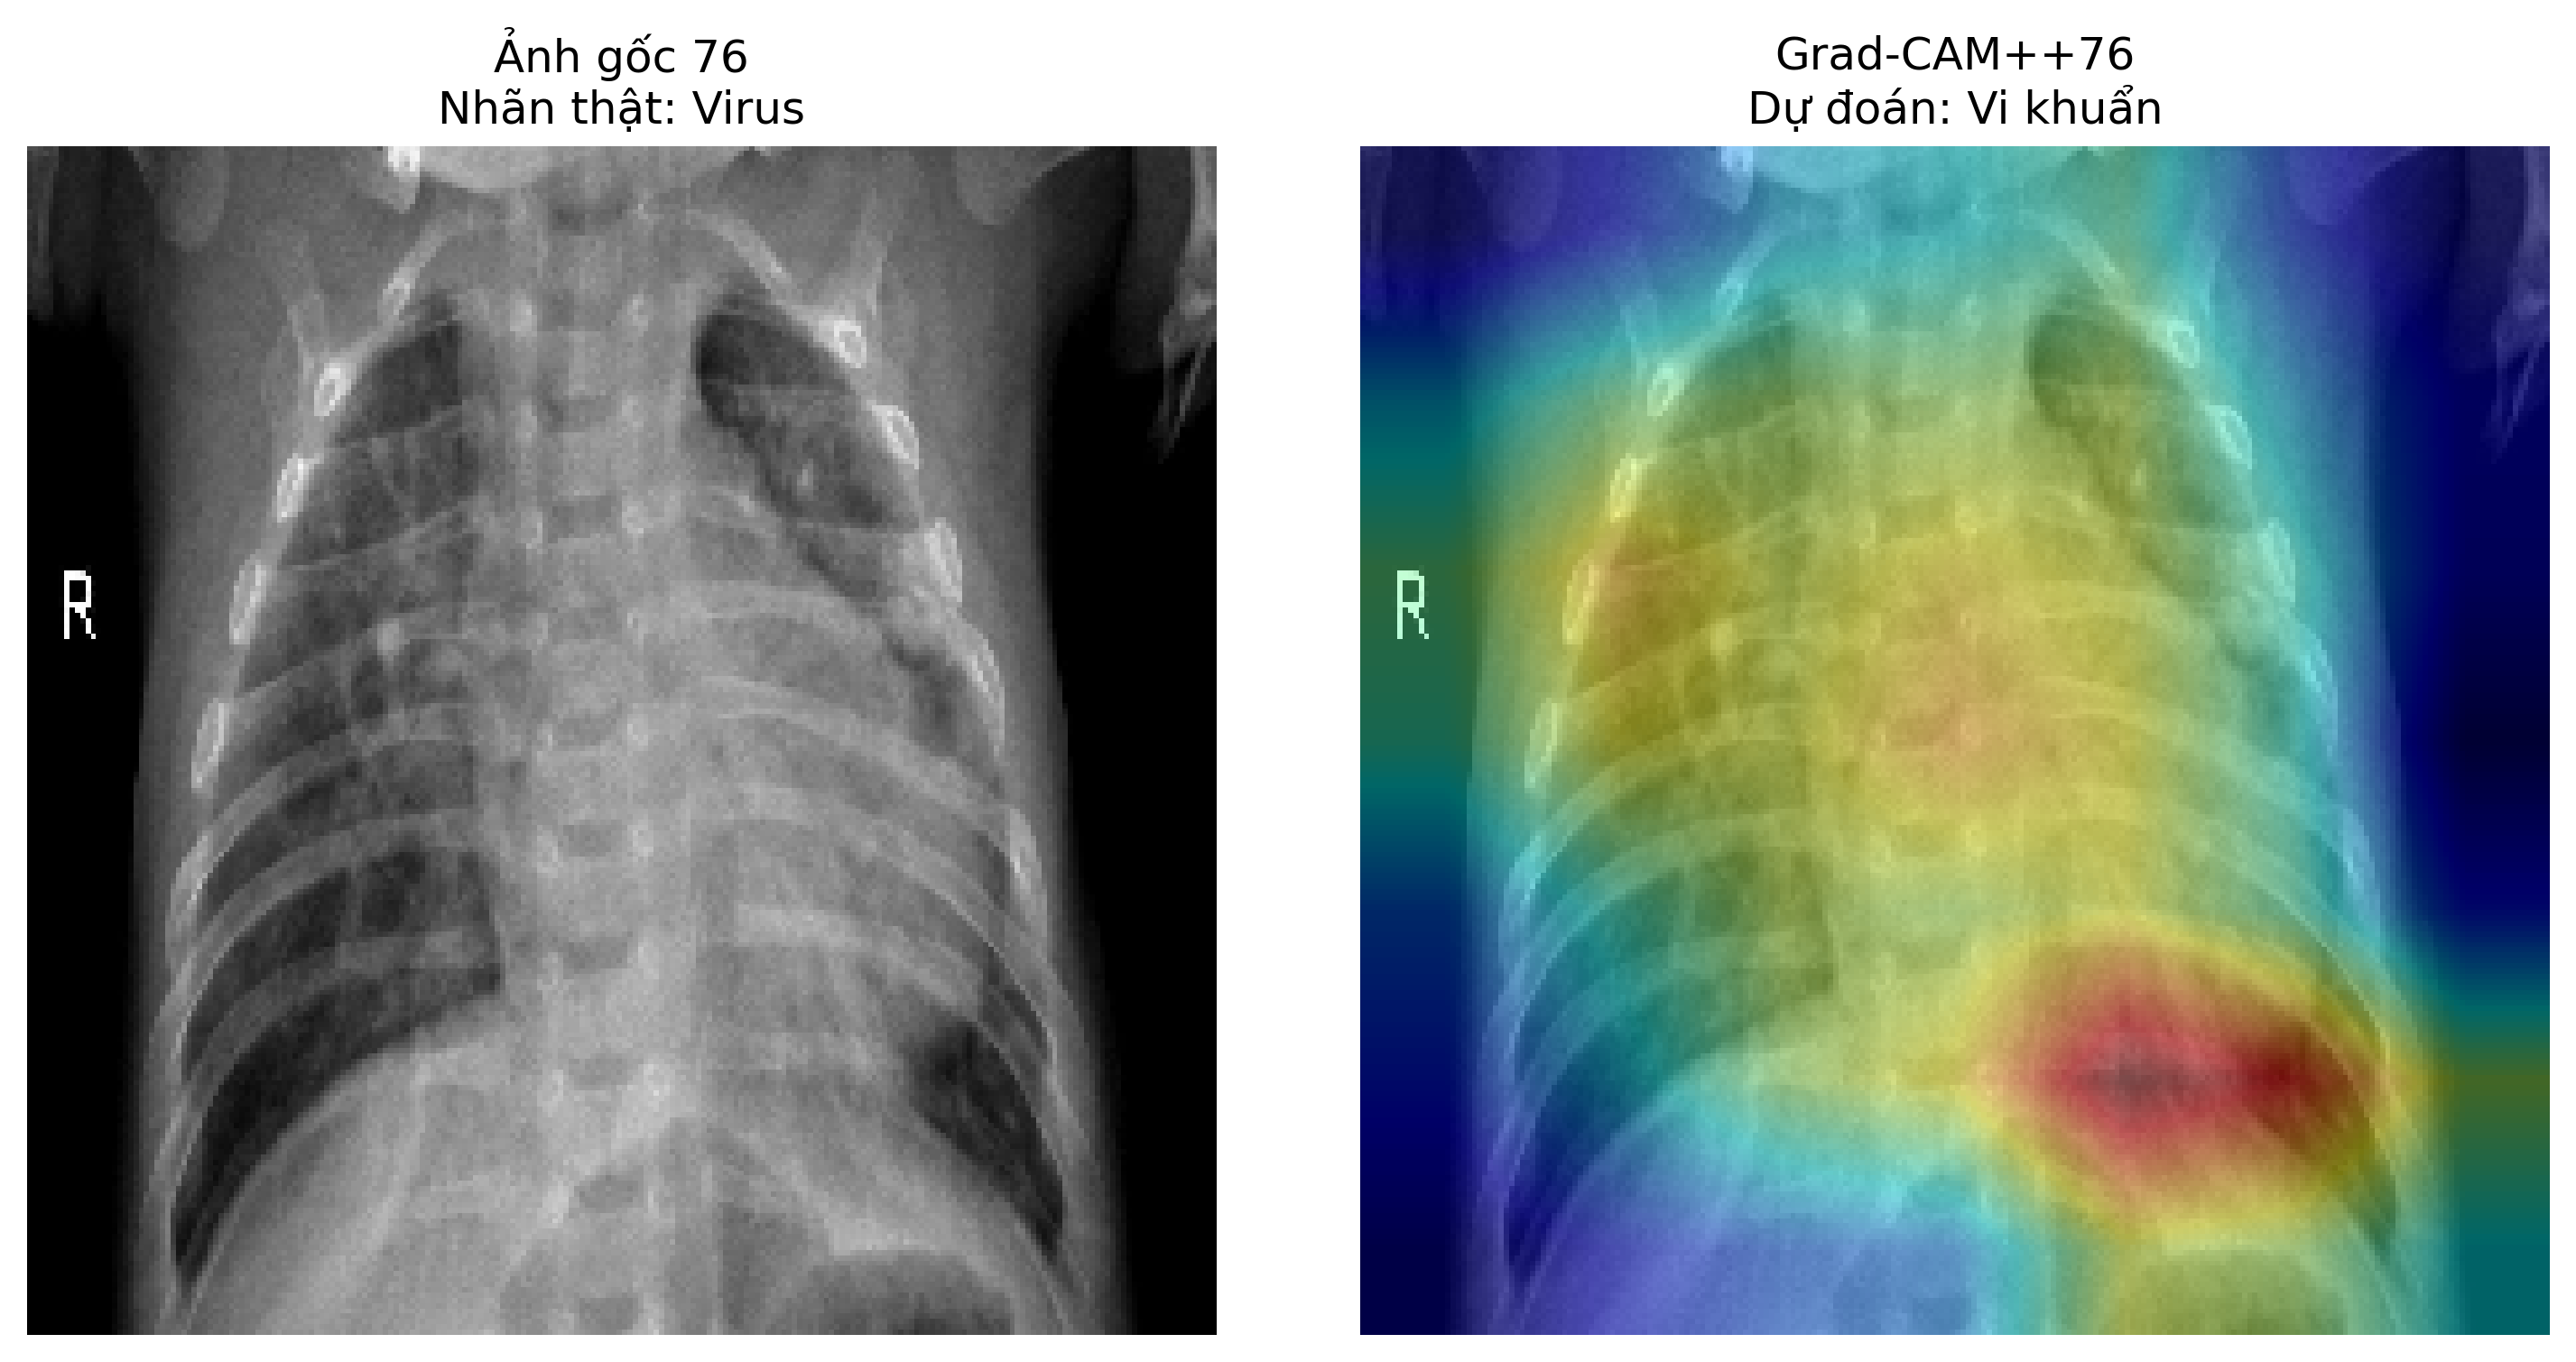 Ảnh gốc 76
Nhãn thật: Virus
Grad-CAM++76
Dự đoán: Vi khuẩn
R
R